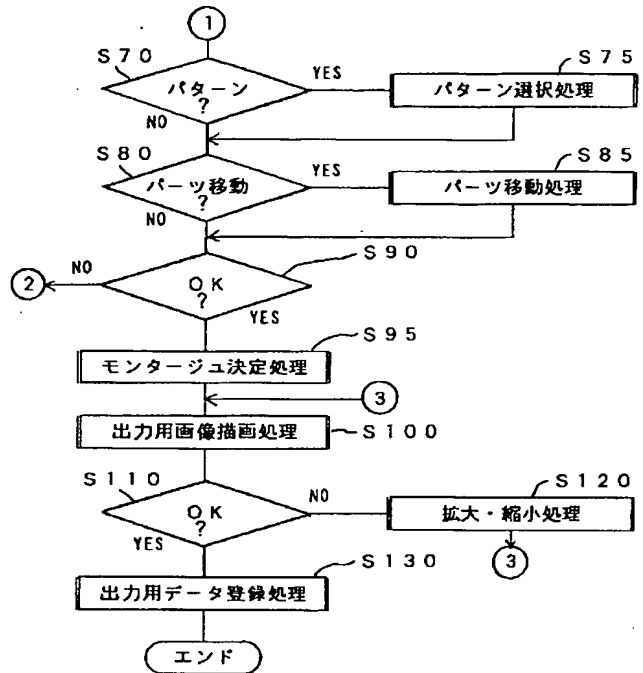 ①
S70
S75
パターン
?
YES
パターン選択処理
NO
S80
S85
パーツ移動
?
YES
パーツ移動処理
NO
S90
②
NO
OK
?
YES
S95
モンタージュ決定処理
③
出力用画像描画処理
S100
S110
S120
OK
?
NO
拡大・縮小処理
YES
③
S130
出力用データ登録処理
エンド